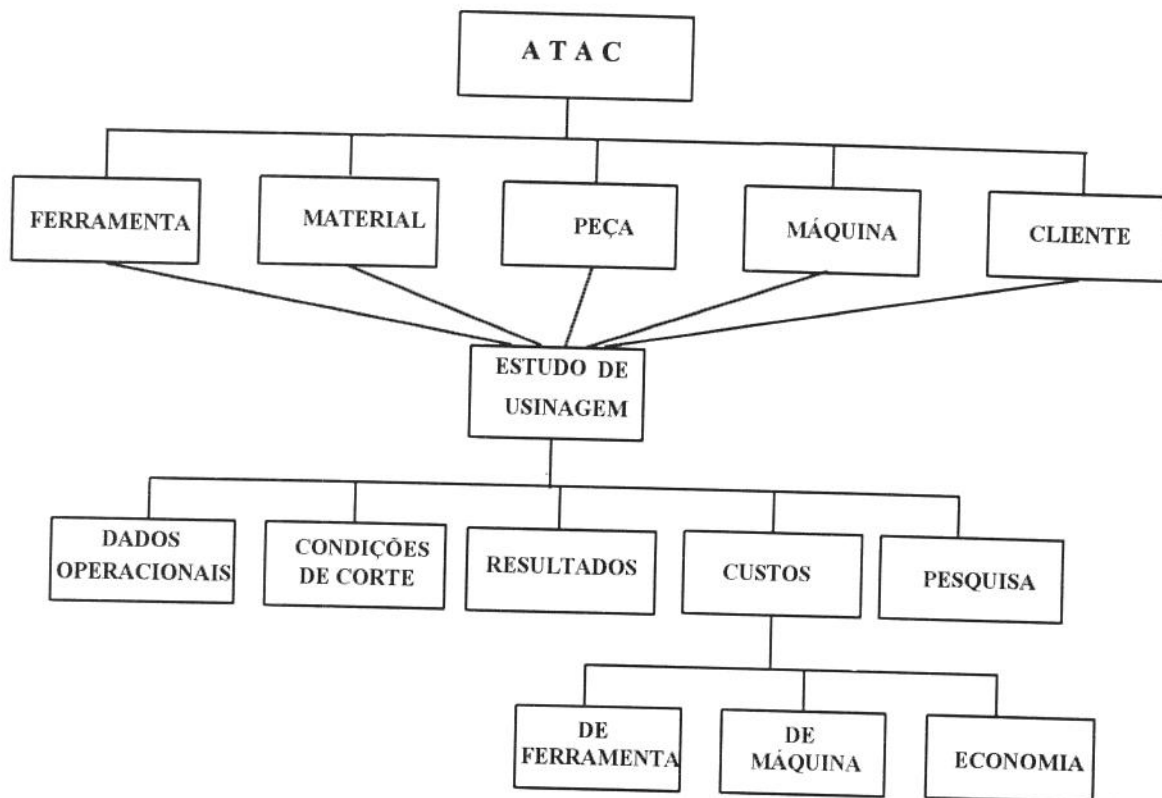 A T A C
FERRAMENTA
MATERIAL
PEÇA
MÁQUINA
CLIENTE
ESTUDO DE
USINAGEM
DADOS
OPERACIONAIS
CONDIÇÕES
DE CORTE
RESULTADOS
CUSTOS
PESQUISA
DE
FERRAMENTA
DE
MÁQUINA
ECONOMIA